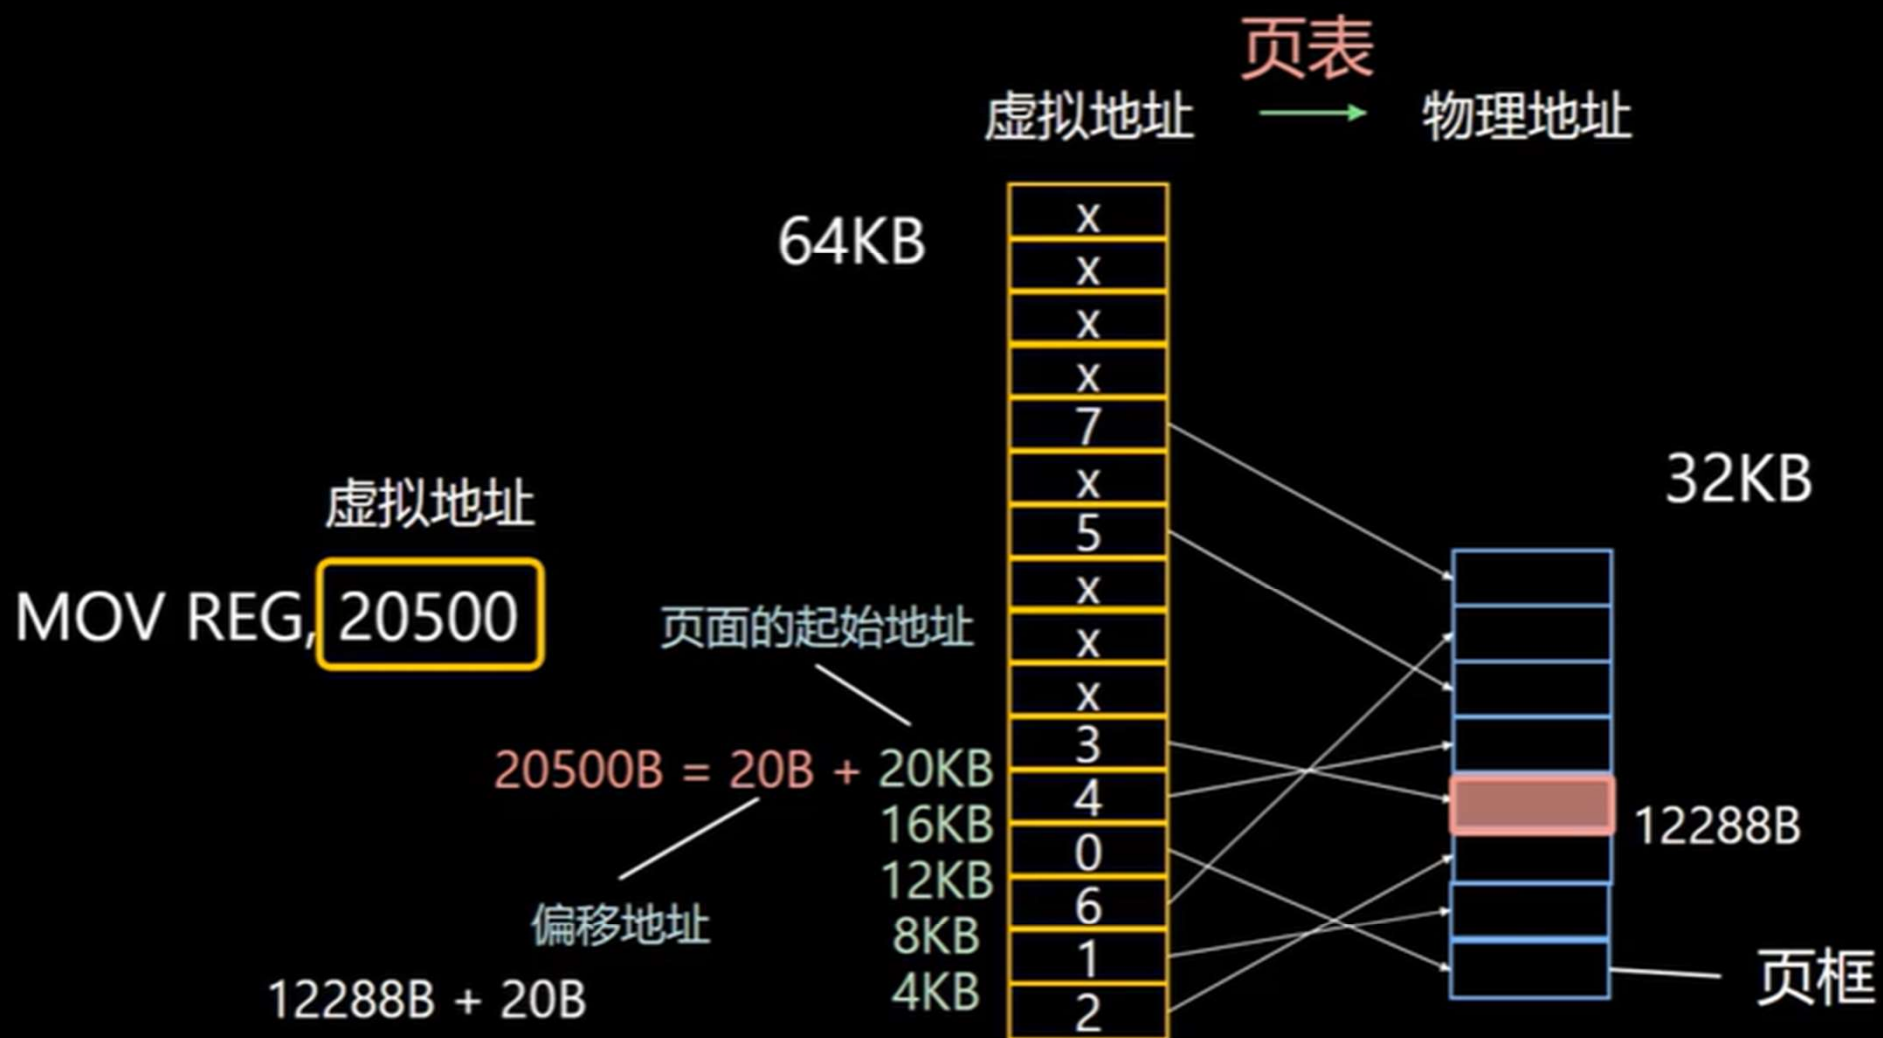 页表
虚拟地址
物理地址
64KB
x
x
x
x
7
x
5
x
x
x
3
4
0
6
1
2
32KB
虚拟地址
MOV REG, 20500
页面的起始地址
20500B = 20B + 20KB
16KB
12KB
8KB
4KB
偏移地址
12288B + 20B
12288B
页框